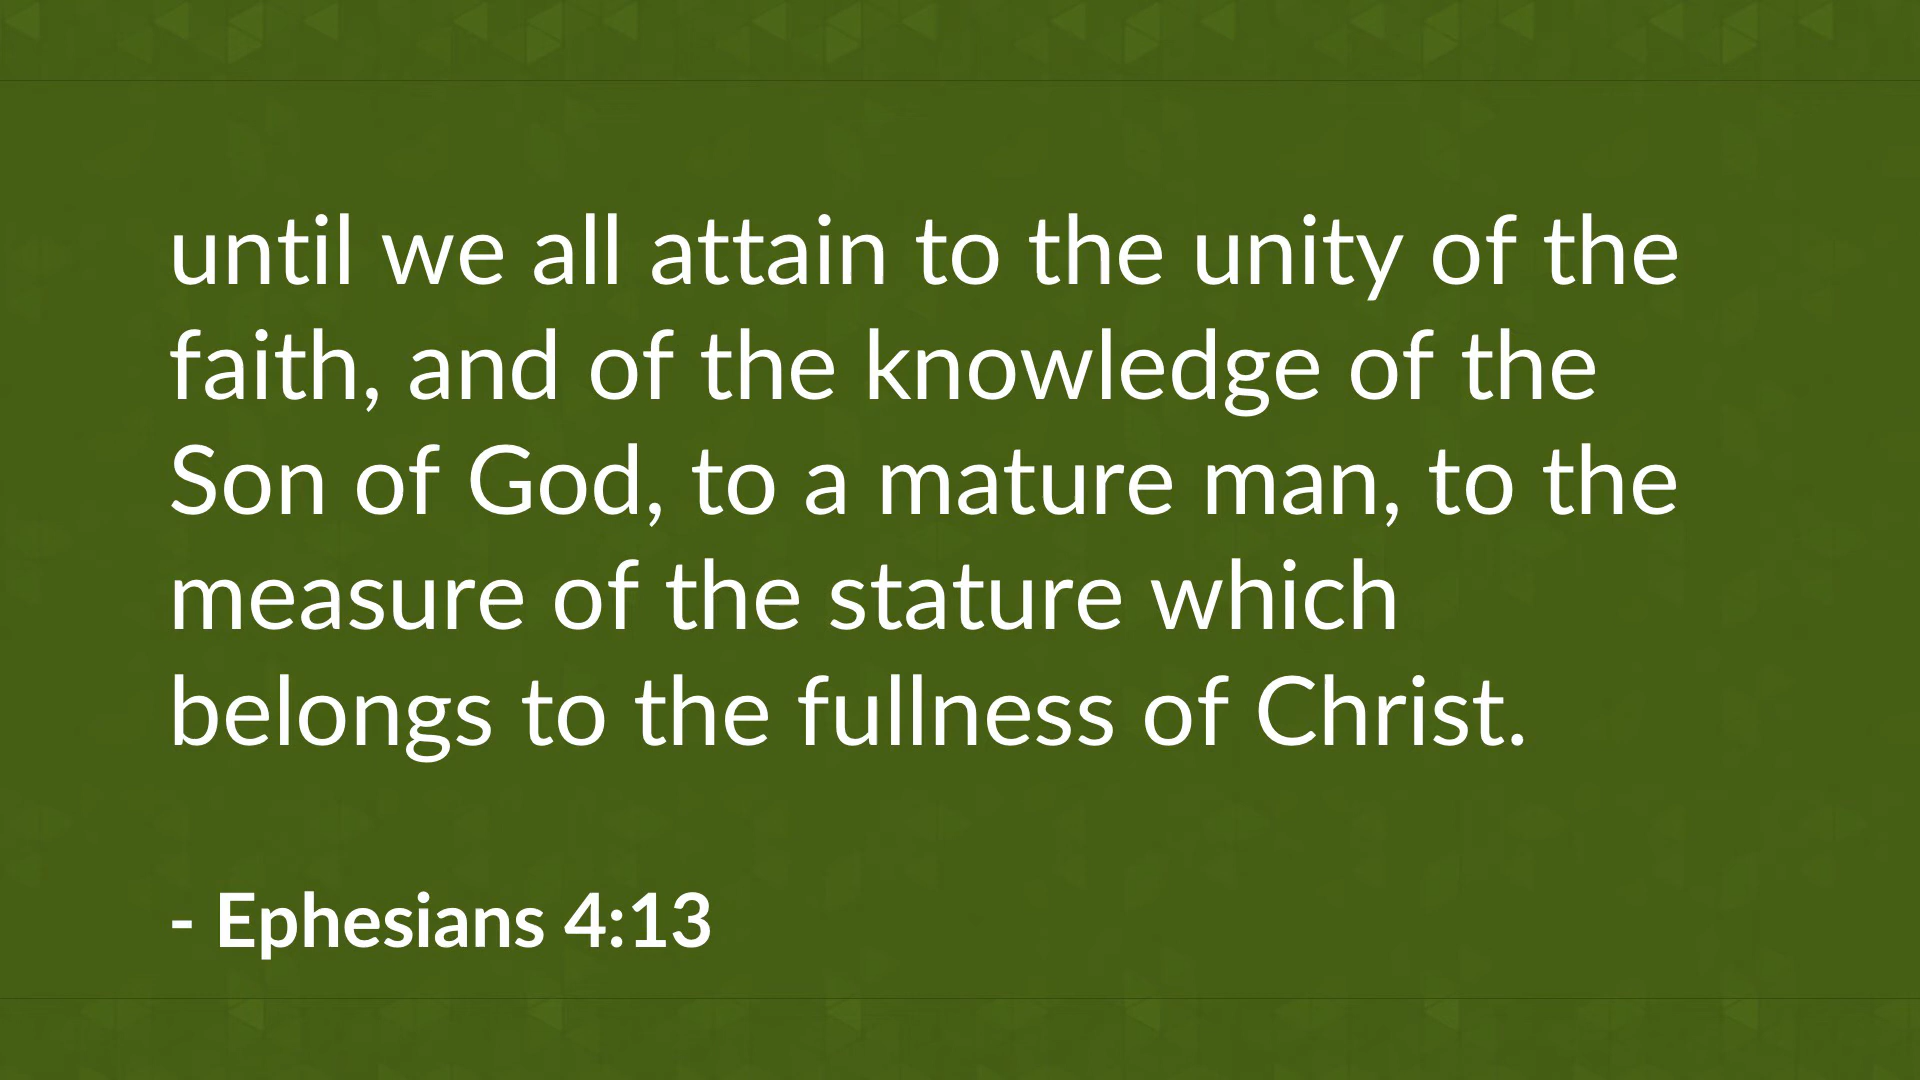 until we all attain to the unity of the
faith, and of the knowledge of the
Son of God, to a mature man, to the
measure of the stature which
belongs to the fullness of Christ.
- Ephesians 4:13